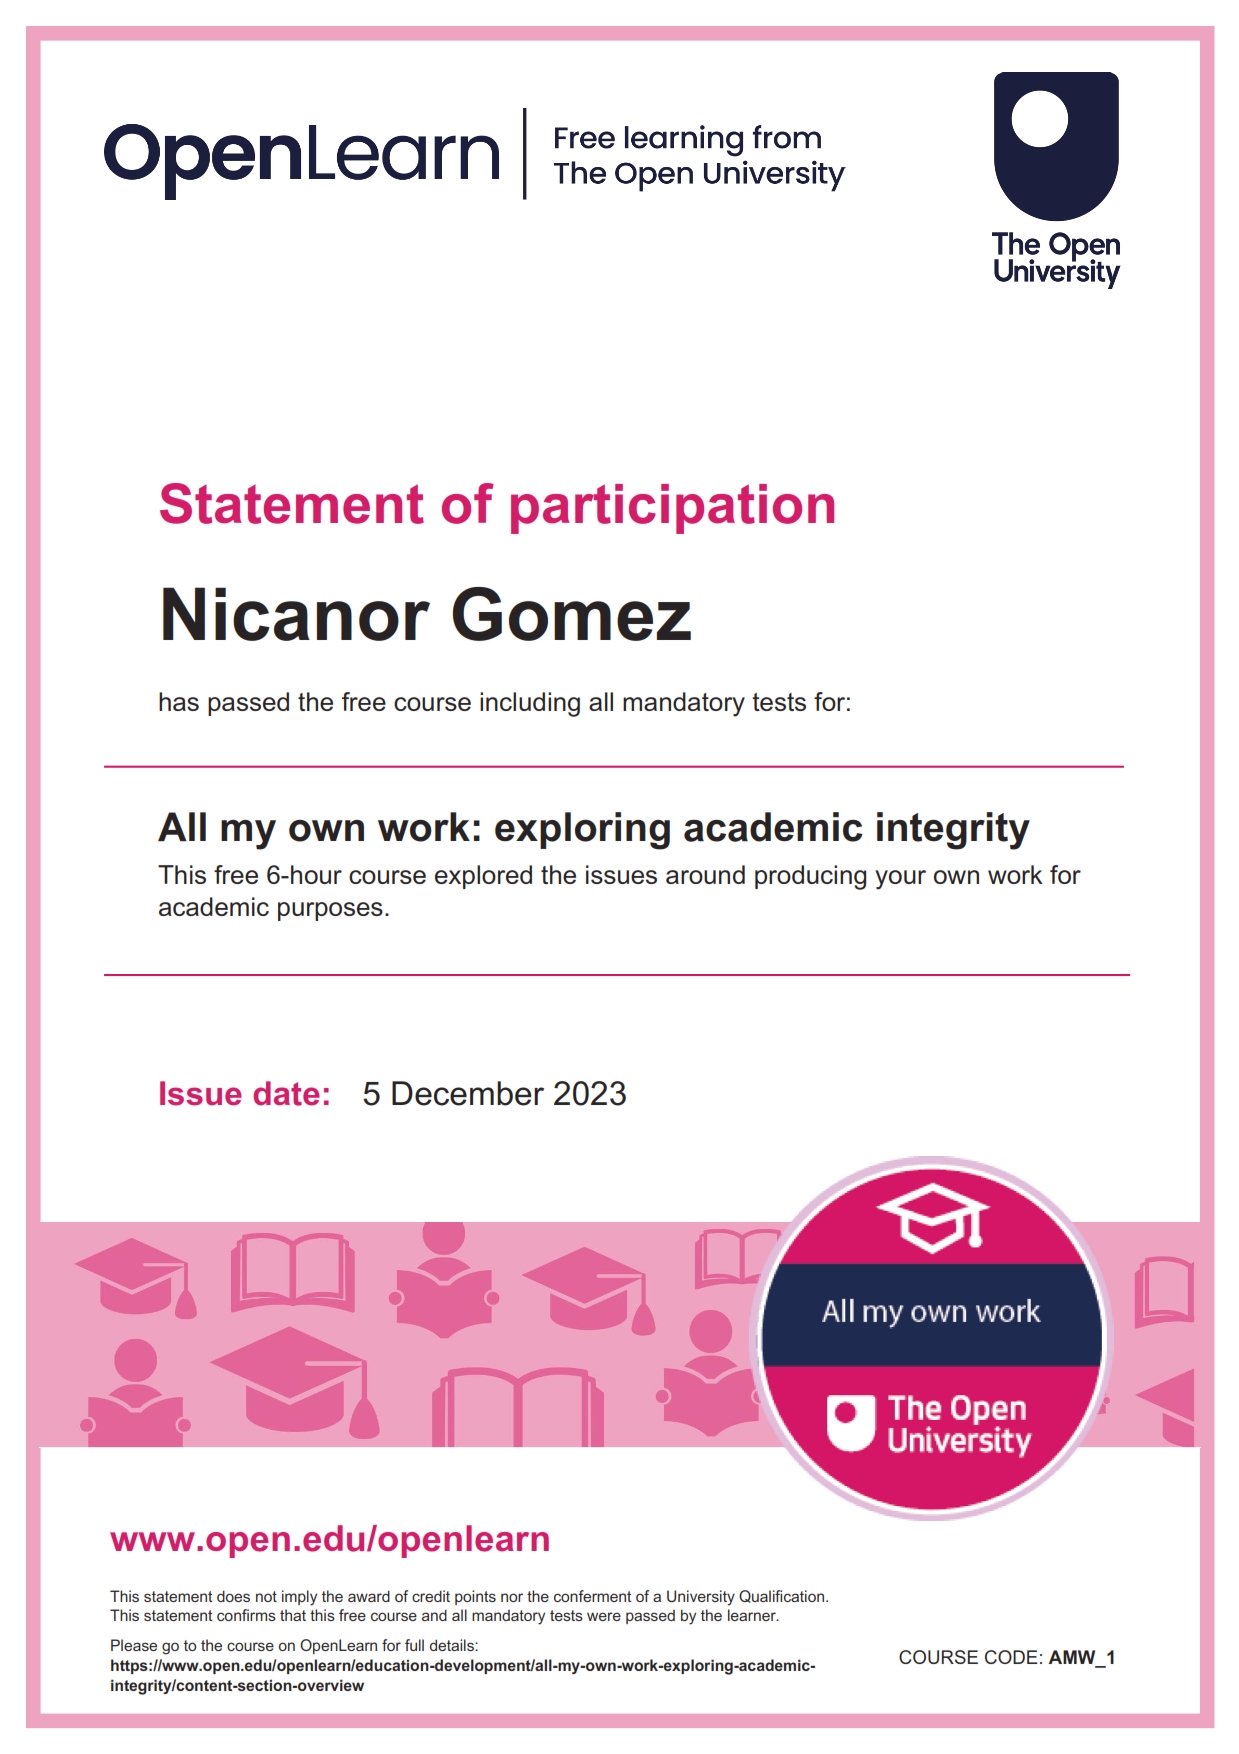 OpenLearn
Free learning from
The Open University
The Open
University
Statement of participation
Nicanor Gomez
has passed the free course including all mandatory tests for:
All my own work: exploring academic integrity
This free 6-hour course explored the issues around producing your own work for
academic purposes.
Issue date: 5 December 2023
All my own work
The Open
University
www.open.edu/openlearn
This statement does not imply the award of credit points nor the conferment of a University Qualification.
This statement confirms that this free course and all mandatory tests were passed by the learner.
Please go to the course on OpenLearn for full details:
https://www.open.edu/openlearn/education-development/all-my-own-work-exploring-academic-
integrity/content-section-overview
COURSE CODE: AMW_1